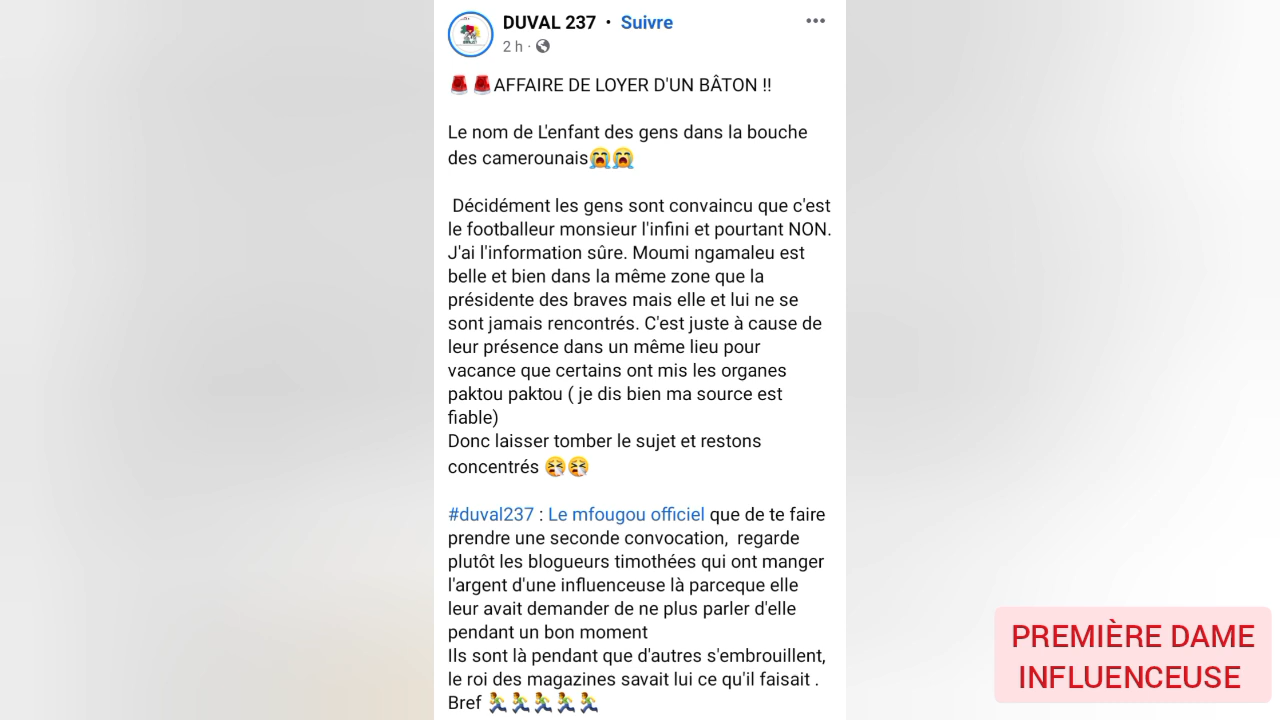 DUVAL 237 • Suivre
2 h ·
🚨🚨AFFAIRE DE LOYER D'UN BÂTON !!
Le nom de L'enfant des gens dans la bouche
des camerounais😭😭
Décidément les gens sont convaincu que c'est
le footballeur monsieur l'infini et pourtant NON.
J'ai l'information sûre. Moumi ngamaleu est
belle et bien dans la même zone que la
présidente des braves mais elle et lui ne se
sont jamais rencontrés. C'est juste à cause de
leur présence dans un même lieu pour
vacance que certains ont mis les organes
paktou paktou ( je dis bien ma source est
fiable)
Donc laisser tomber le sujet et restons
concentrés 🤧🤧
#duval237 : Le mfougou officiel que de te faire
prendre une seconde convocation,  regarde
plutôt les blogueurs timothées qui ont manger
l'argent d'une influenceuse là parceque elle
leur avait demander de ne plus parler d'elle
pendant un bon moment
Ils sont là pendant que d'autres s'embrouillent,
le roi des magazines savait lui ce qu'il faisait .
Bref 🏃‍♂️🏃‍♂️🏃‍♂️🏃‍♂️🏃‍♂️
PREMIÈRE DAME
INFLUENCEUSE